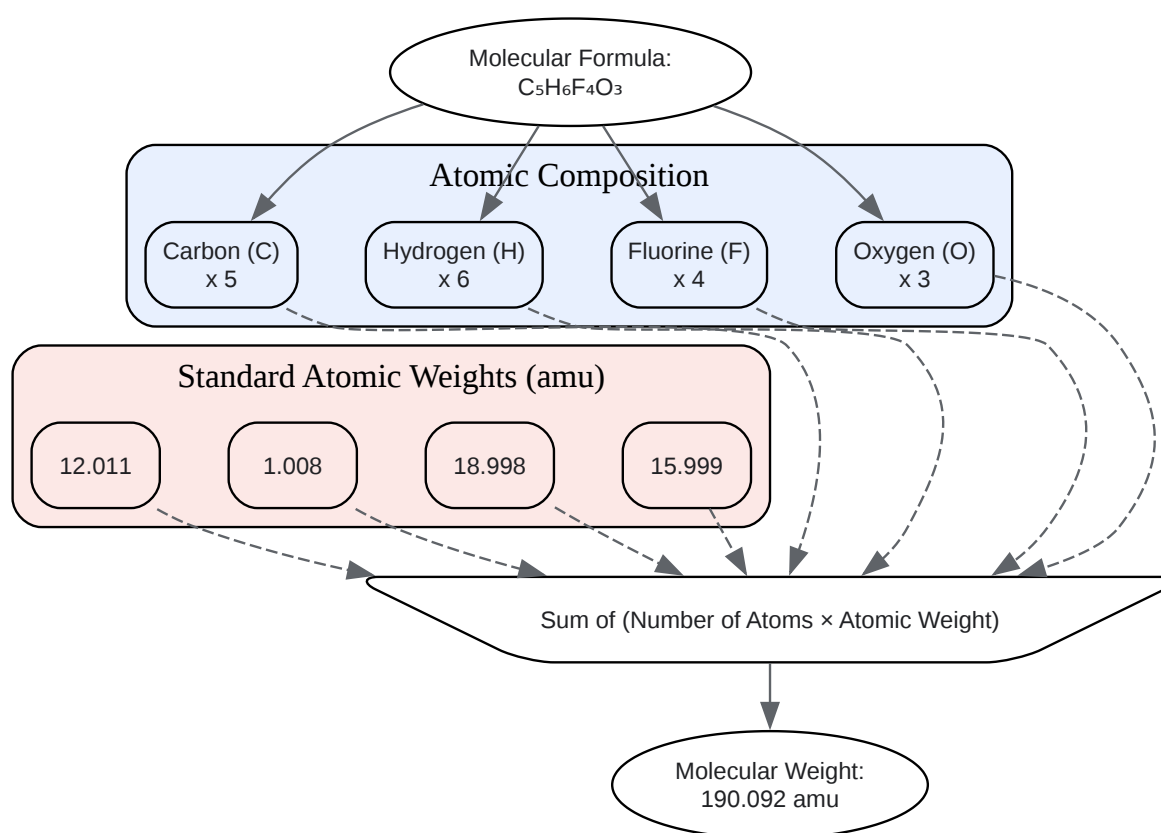 Molecular Formula:
C₅H₆F₄O₃
Atomic Composition
Carbon (C)
x 5
Hydrogen (H)
x 6
Fluorine (F)
x 4
Oxygen (O)
x 3
Standard Atomic Weights (amu)
12.011
1.008
18.998
15.999
Sum of (Number of Atoms × Atomic Weight)
Molecular Weight:
190.092 amu